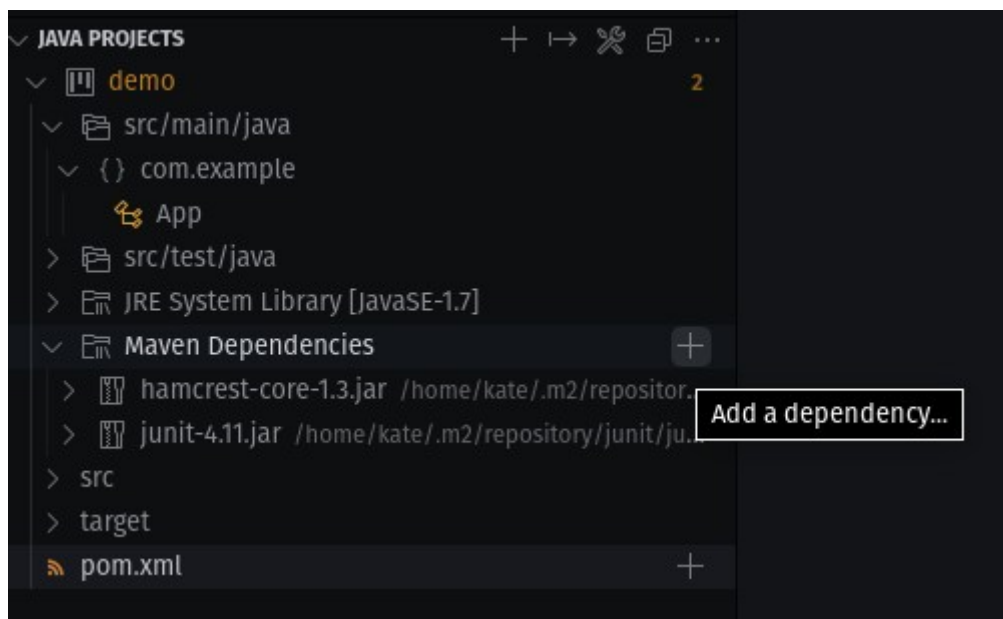 JAVA PROJECTS
demo 2
src/main/java
{} com.example
App
src/test/java
JRE System Library [JavaSE-1.7]
Maven Dependencies
hamcrest-core-1.3.jar /home/kate/.m2/repositor...
Add a dependency...
junit-4.11.jar /home/kate/.m2/repository/junit/ju...
src
target
pom.xml